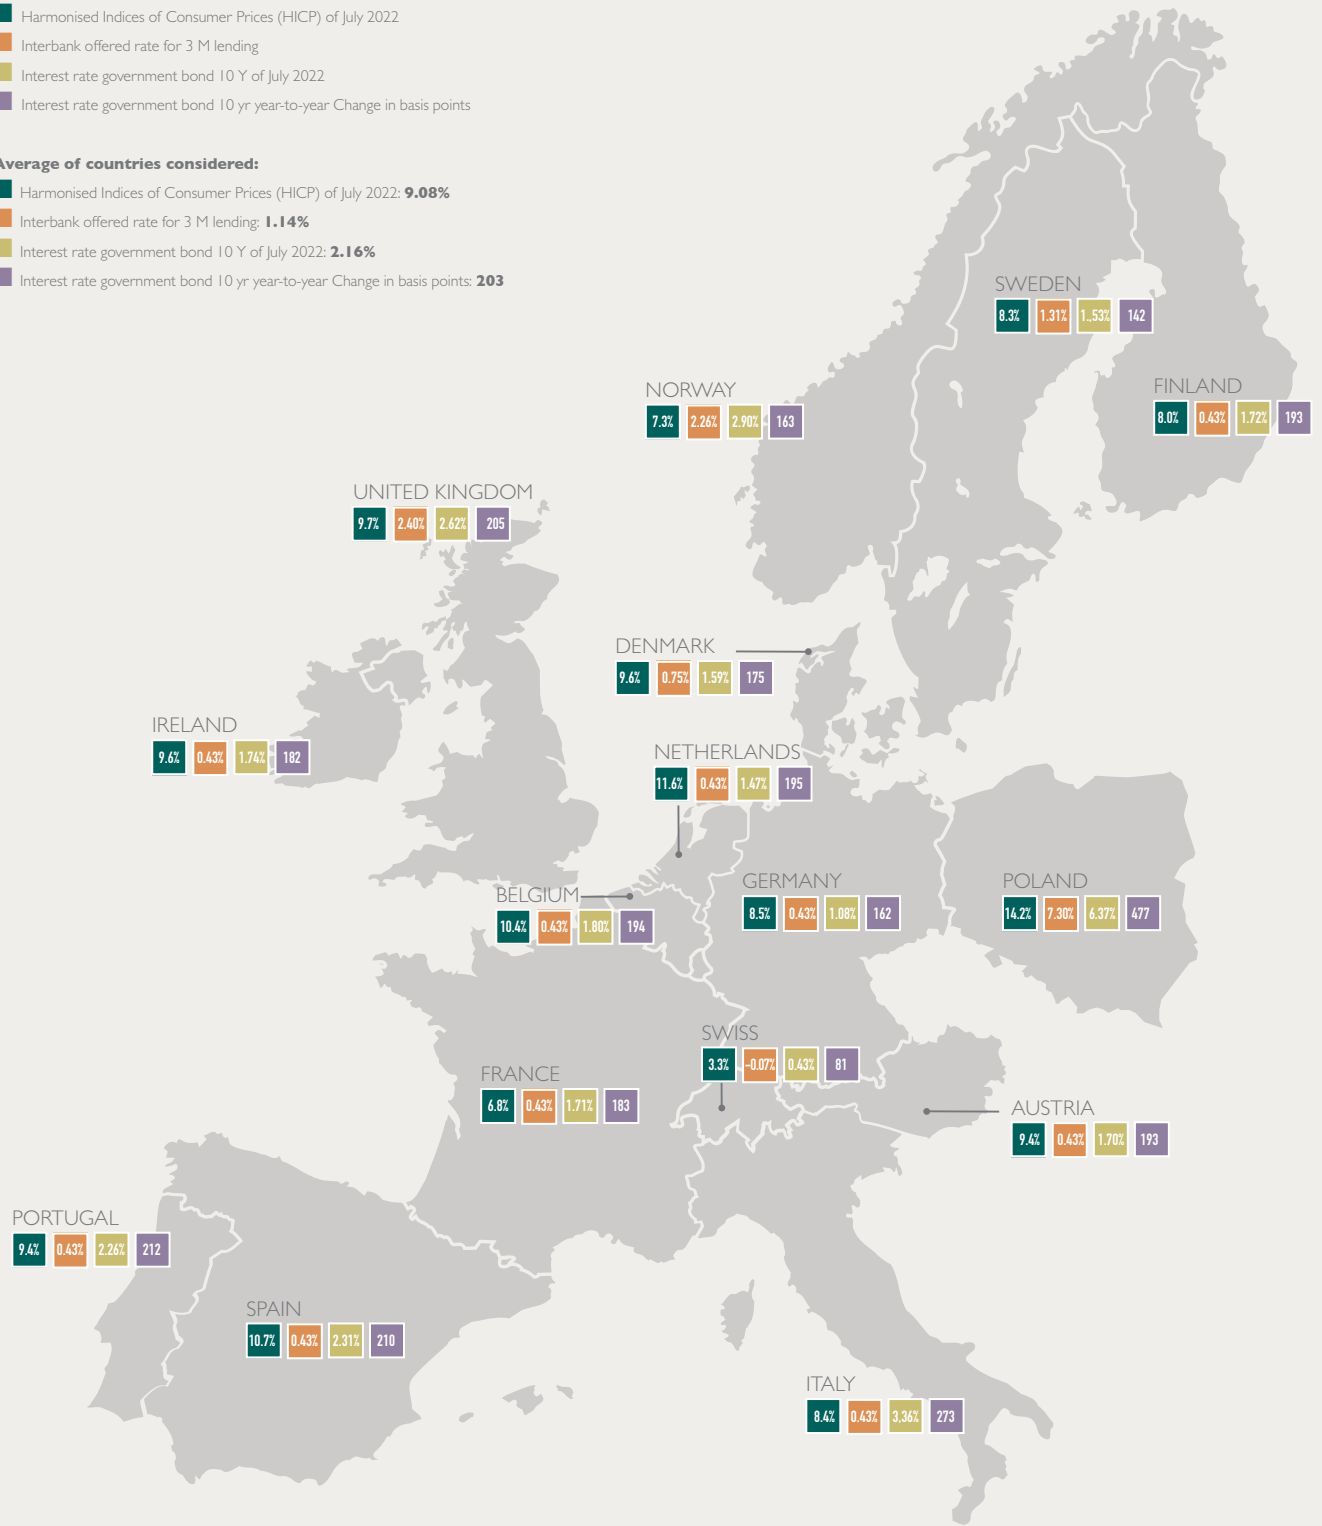 Harmonised Indices of Consumer Prices (HICP) of July 2022
Interbank offered rate for 3 M lending
Interest rate government bond 10 Y of July 2022
Interest rate government bond 10 yr year-to-year Change in basis points
Average of countries considered:
Harmonised Indices of Consumer Prices (HICP) of July 2022: 9.08%
Interbank offered rate for 3 M lending: 1.14%
Interest rate government bond 10 Y of July 2022: 2.16%
Interest rate government bond 10 yr year-to-year Change in basis points: 203
SWEDEN
8.3% 1.31% 1.,53% 142
NORWAY
7.3% 2.26% 2.90% 163
FINLAND
8.0% 0.43% 1.72% 193
UNITED KINGDOM
9.7% 2.40% 2.62% 205
DENMARK
9.6% 0.75% 1.59% 175
IRELAND
9.6% 0.43% 1.74% 182
NETHERLANDS
11.6% 0.43% 1.47% 195
BELGIUM
10.4% 0.43% 1.80% 194
GERMANY
8.5% 0.43% 1.08% 162
POLAND
14.2% 7.30% 6.37% 477
SWISS
3.3% -0.07% 0.43% 81
FRANCE
6.8% 0.43% 1.71% 183
AUSTRIA
9.4% 0.43% 1.70% 193
PORTUGAL
9.4% 0.43% 2.26% 212
SPAIN
10.7% 0.43% 2.31% 210
ITALY
8.4% 0.43% 3,36% 273